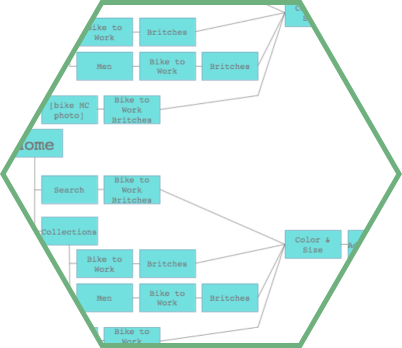 Bike to
Work
Britches
Men
Bike to
Work
Britches
[bike MC
photo]
Bike to
Work
Britches
Home
Search
Bike to
Work
Britches
Collections
Color &
Size
Bike to
Work
Britches
Men
Bike to
Work
Britches
Bike to
Work